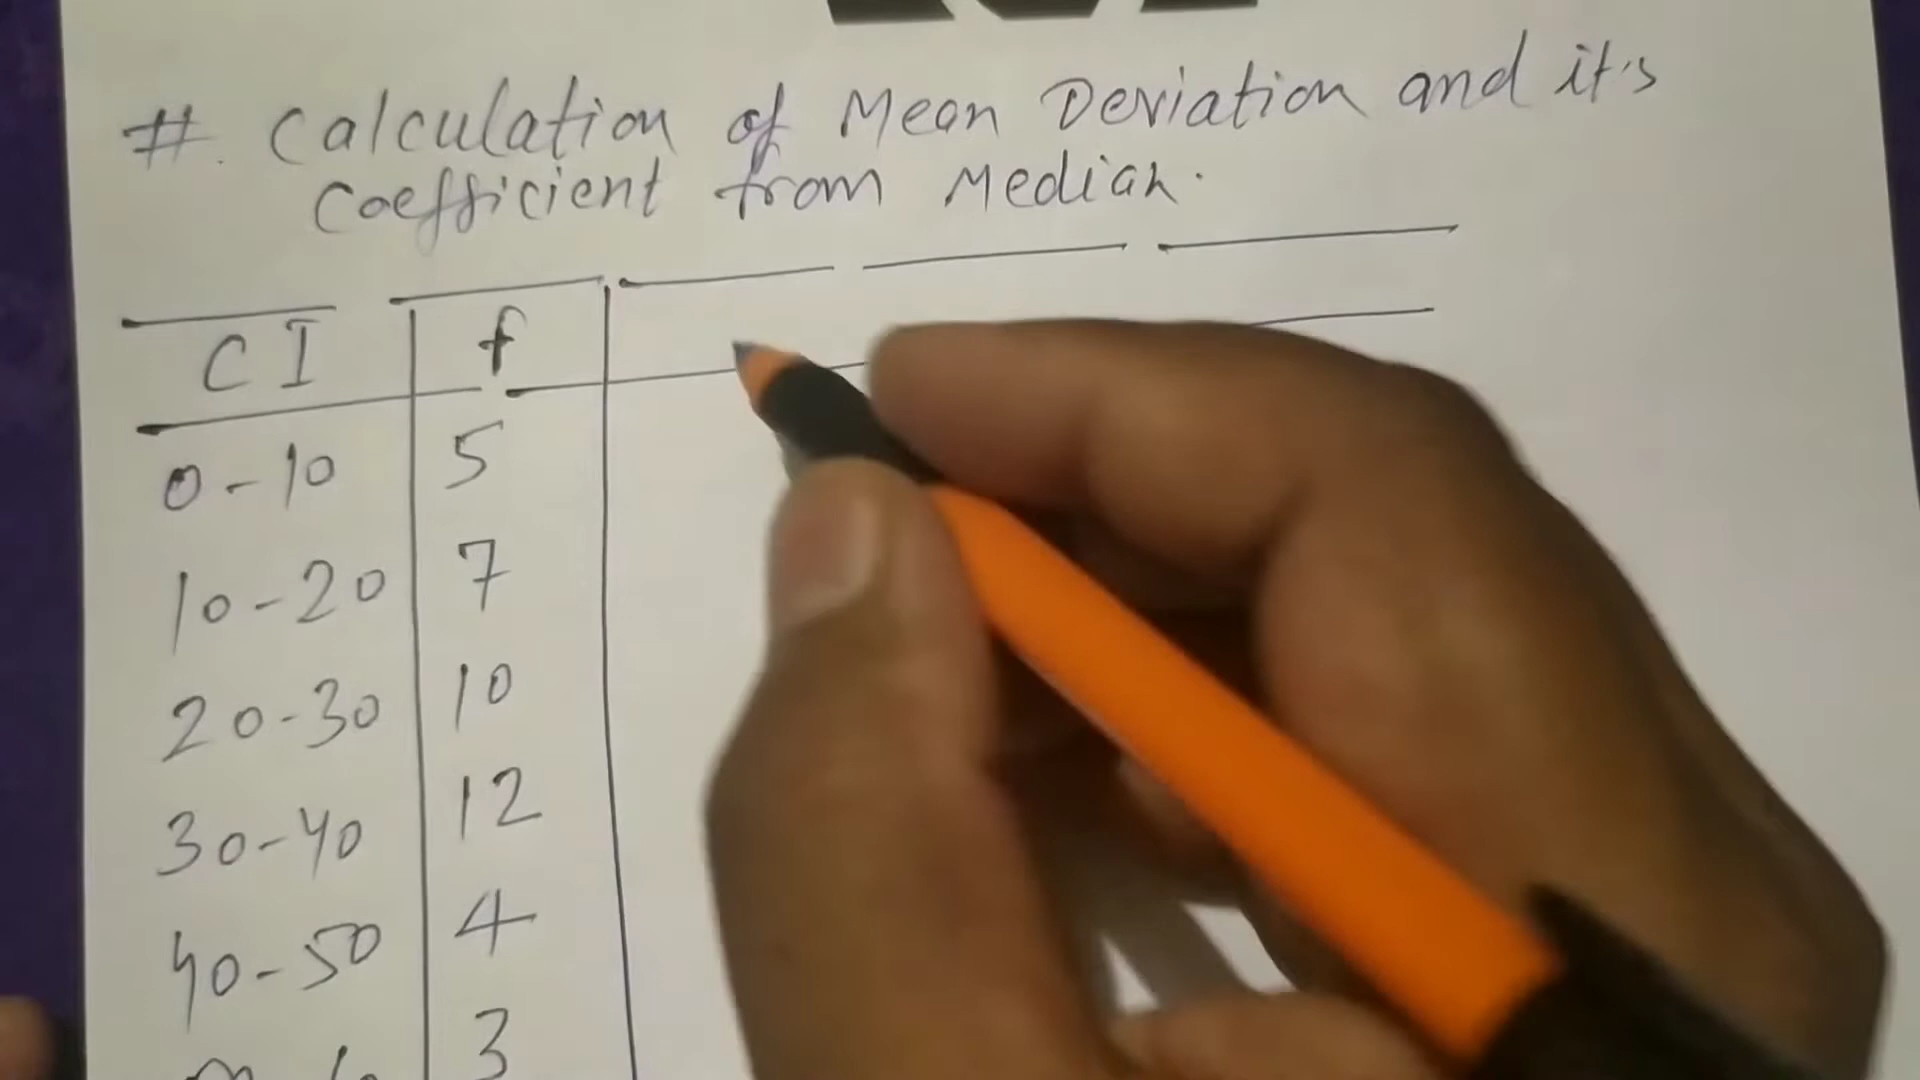 # Calculation of Mean Deviation and it's
Coefficient from Median.
CI f
0-10 5
10-20 7
20-30 10
30-40 12
40-50 4
3